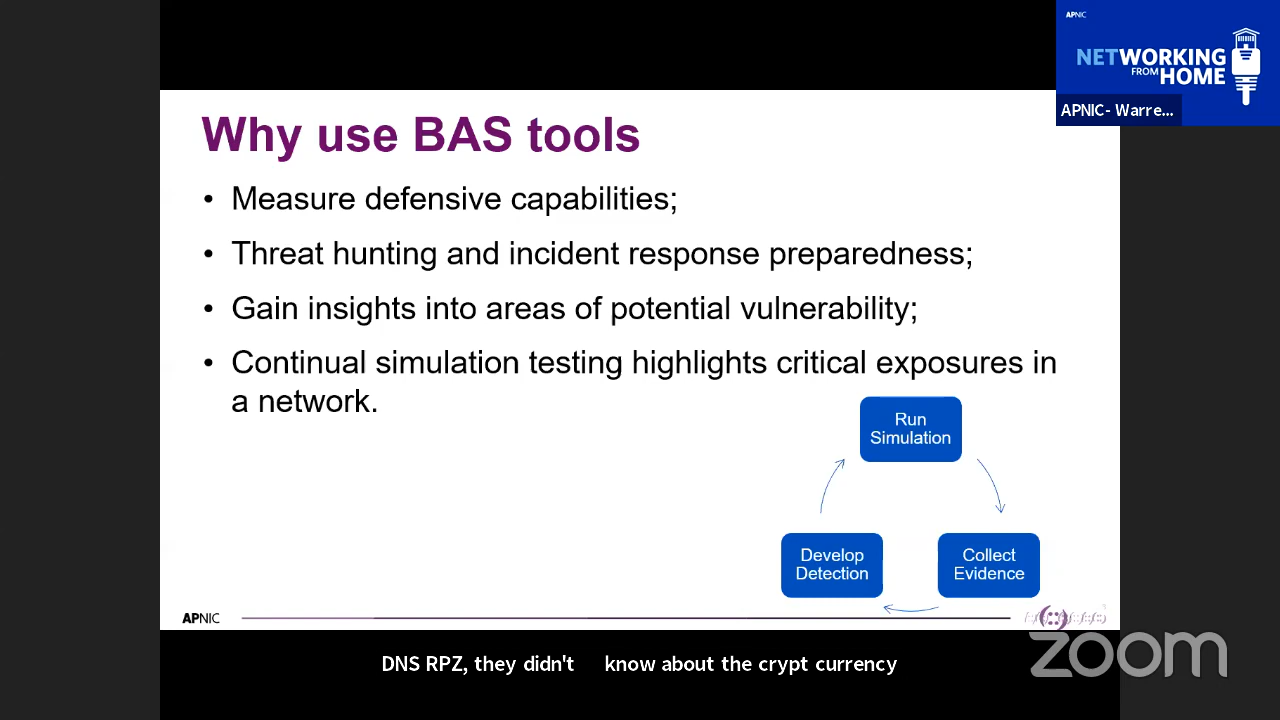 APNIC
NETWORKING
FROM HOME
APNIC- Warre...
Why use BAS tools
• Measure defensive capabilities;
• Threat hunting and incident response preparedness;
• Gain insights into areas of potential vulnerability;
• Continual simulation testing highlights critical exposures in
a network.
Run
Simulation
Develop
Detection
Collect
Evidence
APNIC
zoom
DNS RPZ, they didn't know about the crypt currency